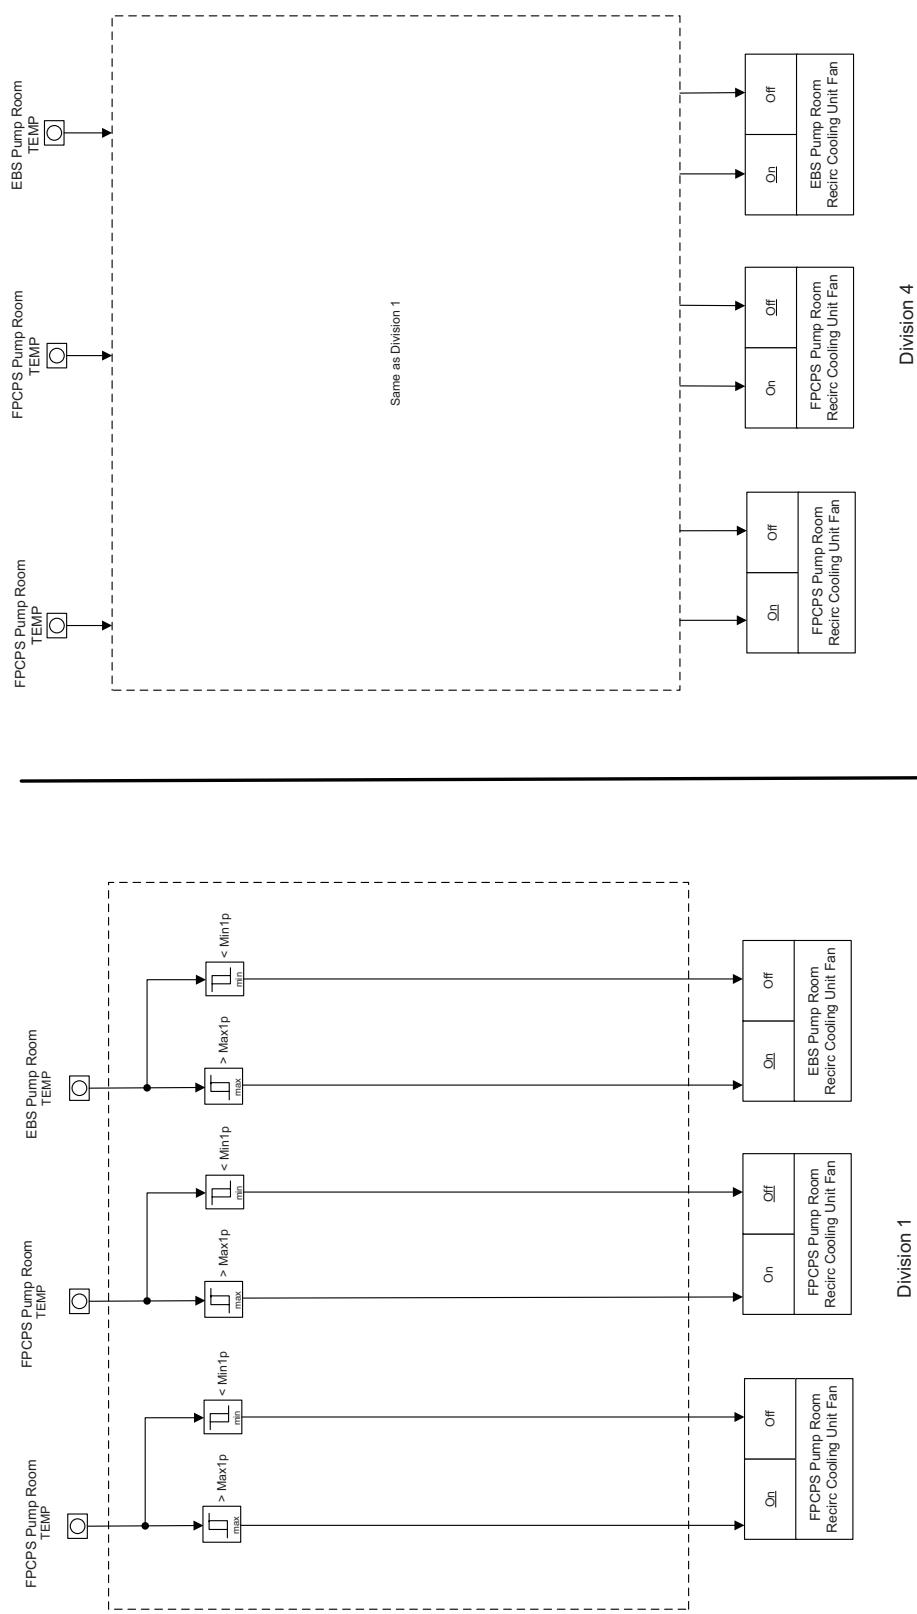 FPCPS Pump Room
TEMP
FPCPS Pump Room
TEMP
EBS Pump Room
TEMP
> Max1p
max
< Min1p
min
> Max1p
max
< Min1p
min
> Max1p
max
< Min1p
min
On
Off
FPCPS Pump Room
Recirc Cooling Unit Fan
On
Off
FPCPS Pump Room
Recirc Cooling Unit Fan
On
Off
EBS Pump Room
Recirc Cooling Unit Fan
Division 1
FPCPS Pump Room
TEMP
FPCPS Pump Room
TEMP
EBS Pump Room
TEMP
Same as Division 1
On
Off
FPCPS Pump Room
Recirc Cooling Unit Fan
On
Off
FPCPS Pump Room
Recirc Cooling Unit Fan
On
Off
EBS Pump Room
Recirc Cooling Unit Fan
Division 4